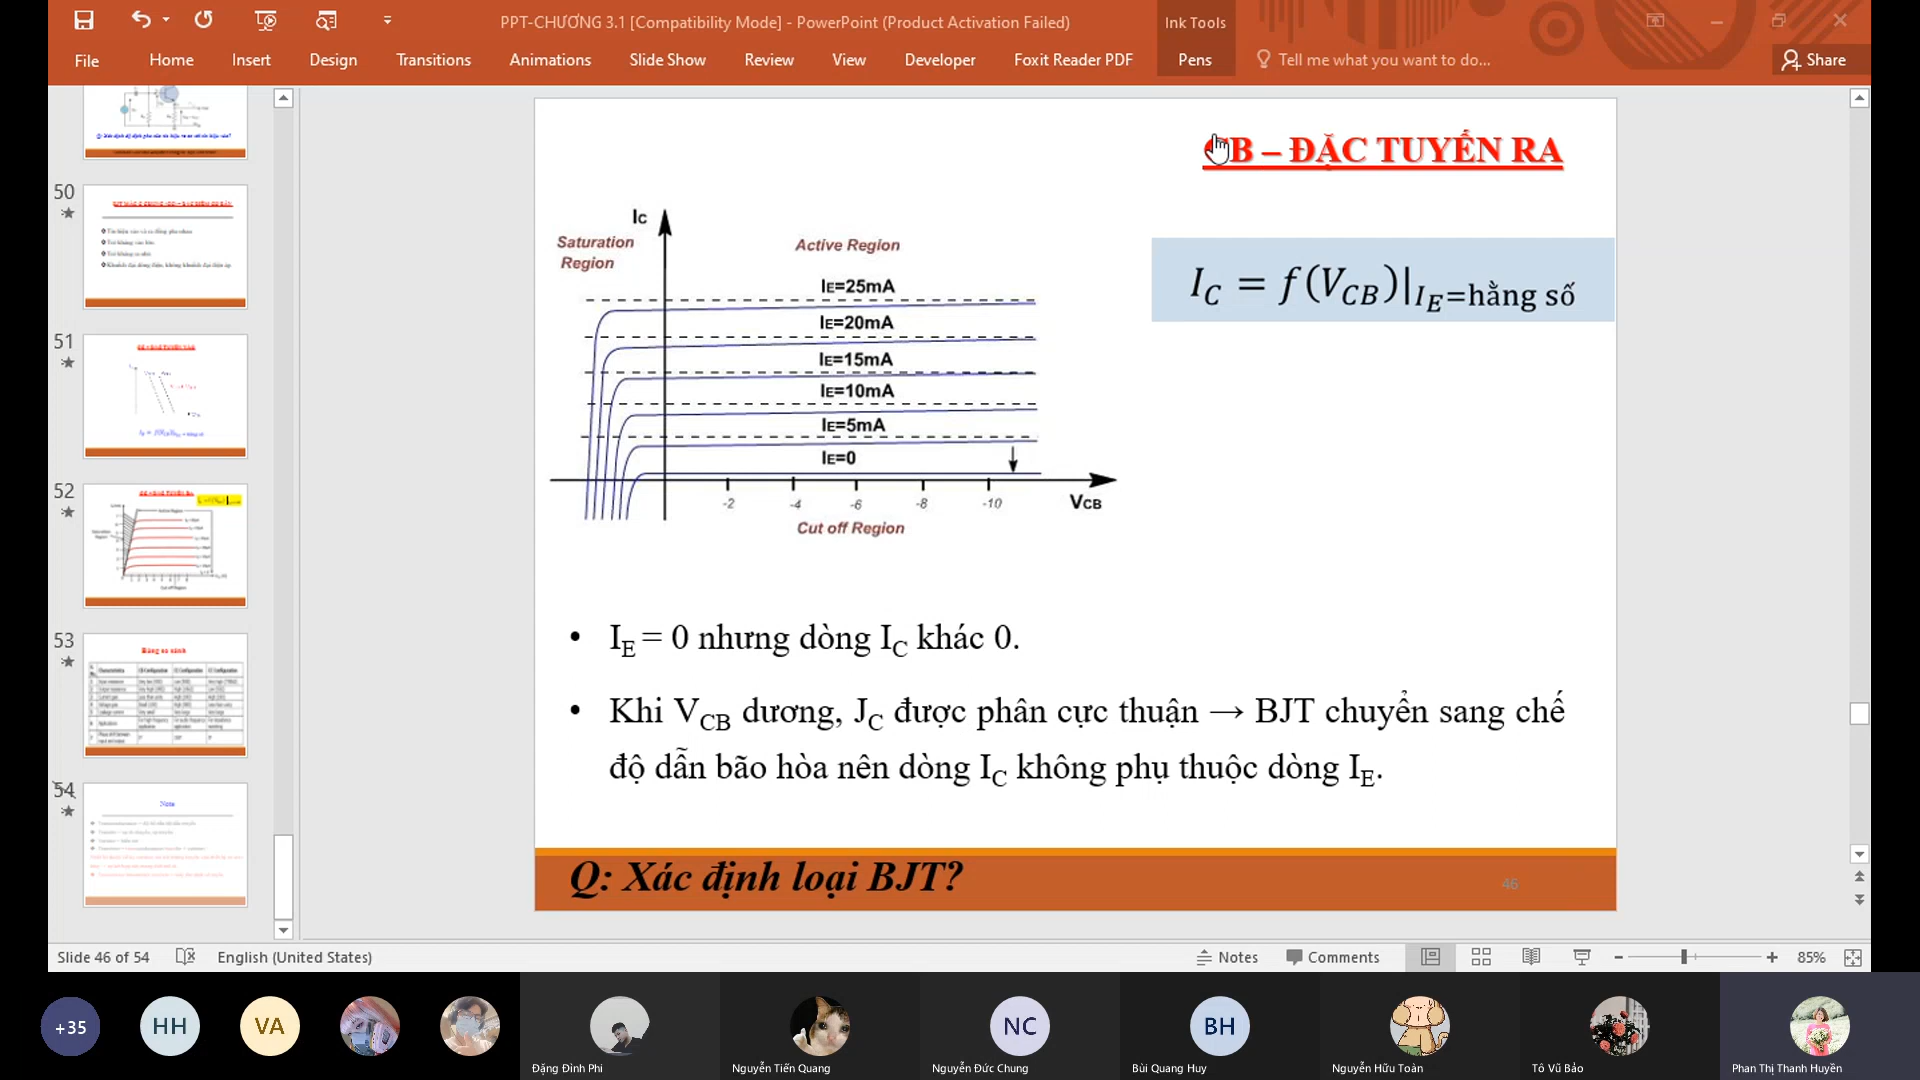 PPT-CHƯƠNG 3.1 [Compatibility Mode] - PowerPoint (Product Activation Failed)
Ink Tools
File Home Insert Design Transitions Animations Slide Show Review View Developer Foxit Reader PDF Pens Tell me what you want to do... Share
50
51
52
53
Bảng so sánh
54
Note
B – ĐẶC TUYẾN RA
IC
Saturation
Region
Active Region
IE=25mA
IE=20mA
IE=15mA
IE=10mA
IE=5mA
IE=0
-2 -4 -6 -8 -10
VCB
Cut off Region
I_C = f(V_CB)|I_E=hằng số
• IE = 0 nhưng dòng IC khác 0.
• Khi VCB dương, JC được phân cực thuận → BJT chuyển sang chế
độ dẫn bão hòa nên dòng IC không phụ thuộc dòng IE.
Q: Xác định loại BJT?
46
Slide 46 of 54 English (United States) Notes Comments 85%
+35 HH VA NC BH
Đặng Đình Phi Nguyễn Tiến Quang Nguyễn Đức Chung Bùi Quang Huy Nguyễn Hữu Toàn Tô Vũ Bảo Phan Thị Thanh Huyền